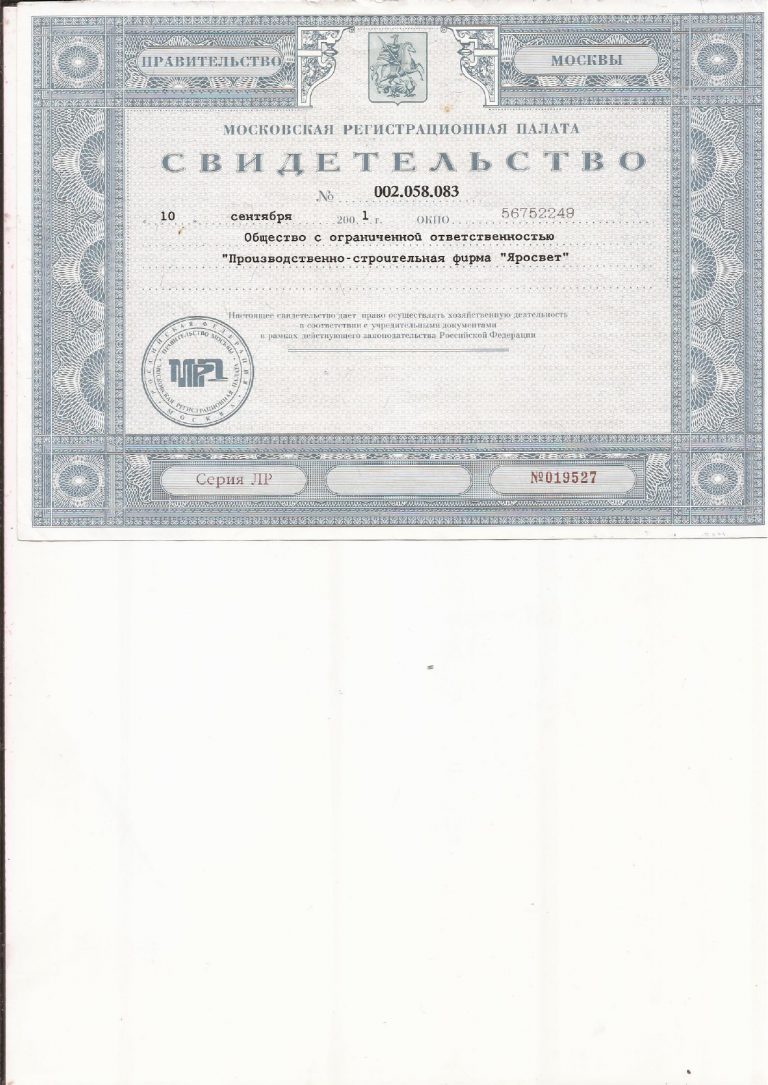 ПРАВИТЕЛЬСТВО МОСКВЫ
МОСКОВСКАЯ РЕГИСТРАЦИОННАЯ ПАЛАТА
СВИДЕТЕЛЬСТВО
№ 002.058.083
10 сентября 2001 г. ОКПО 56752249
Общество с ограниченной ответственностью
"Производственно-строительная фирма "Яросвет"
Настоящее свидетельство дает право осуществлять хозяйственную деятельность
в соответствии с учредительными документами
в рамках действующего законодательства Российской Федерации
РОССИЙСКАЯ ФЕДЕРАЦИЯ
МОСКВА
ПРАВИТЕЛЬСТВО МОСКВЫ
МОСКОВСКАЯ РЕГИСТРАЦИОННАЯ ПАЛАТА
МРП
Серия ЛР
№019527